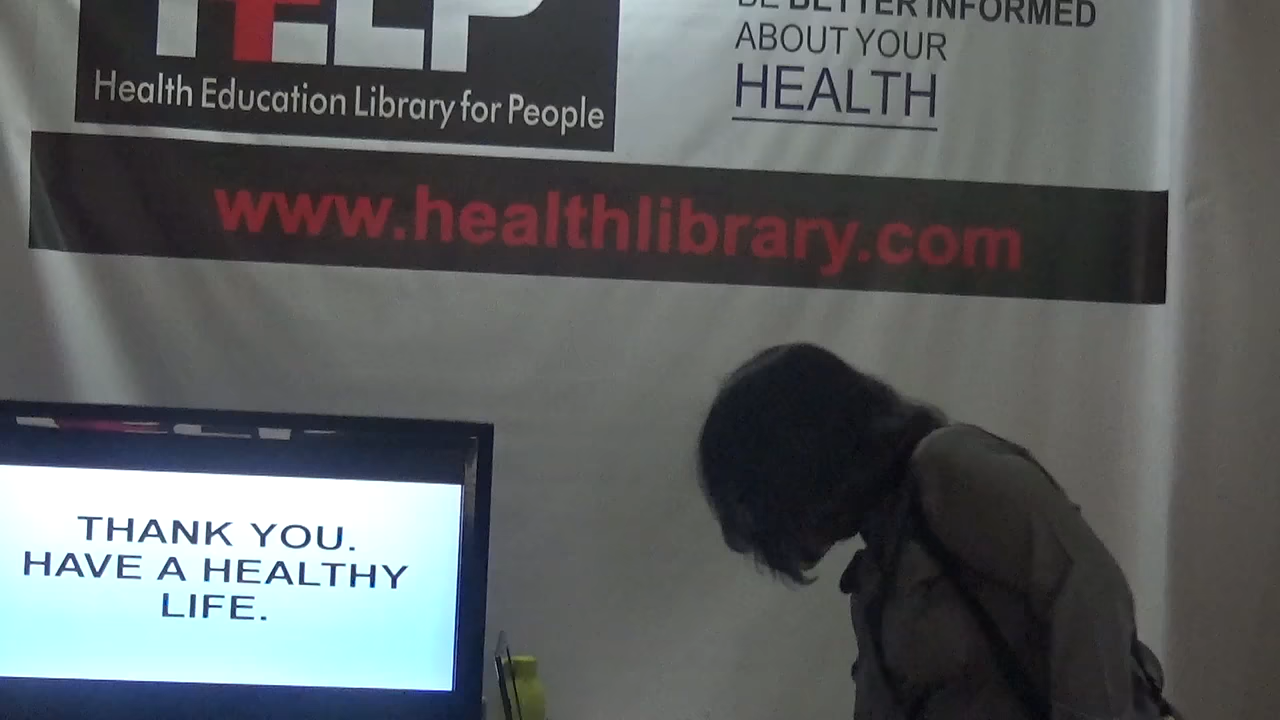 HELP
Health Education Library for People
BE BETTER INFORMED
ABOUT YOUR
HEALTH
www.healthlibrary.com
THANK YOU.
HAVE A HEALTHY
LIFE.